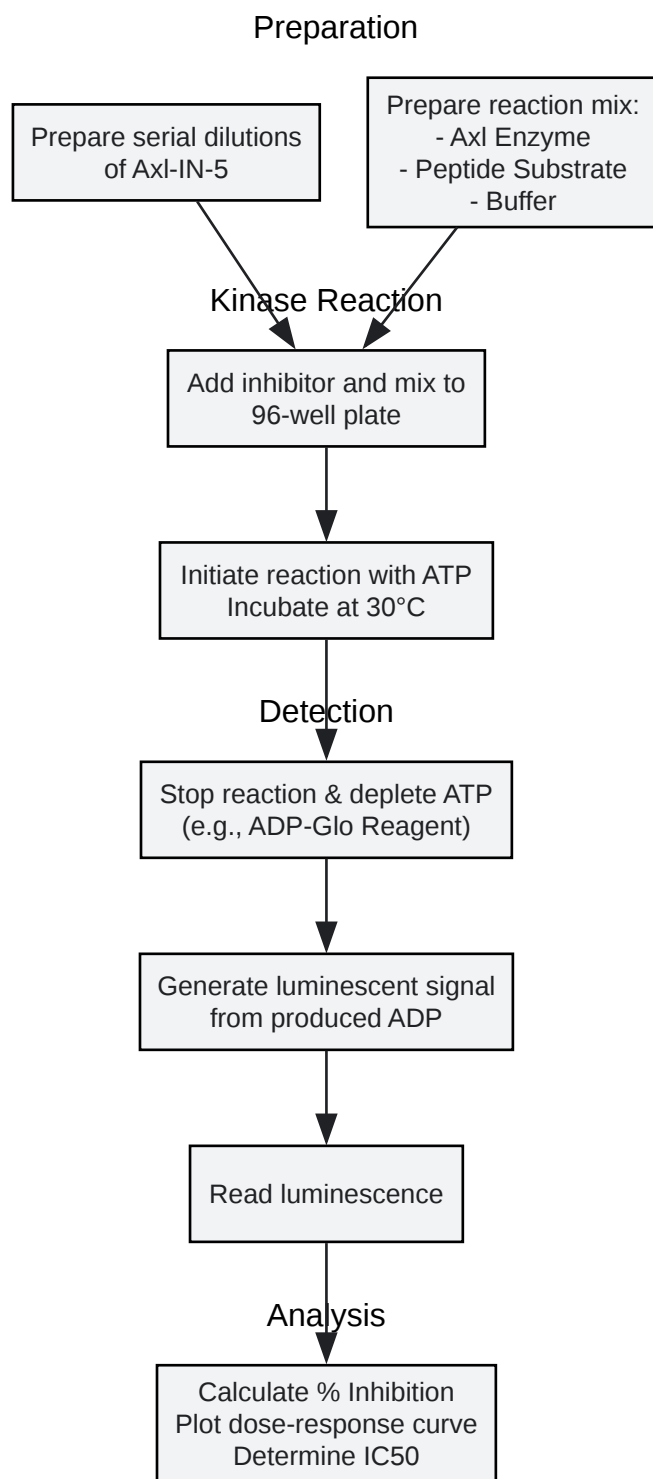 Preparation
Prepare serial dilutions
of Axl-IN-5
Prepare reaction mix:
- Axl Enzyme
- Peptide Substrate
- Buffer
Kinase Reaction
Add inhibitor and mix to
96-well plate
Initiate reaction with ATP
Incubate at 30°C
Detection
Stop reaction & deplete ATP
(e.g., ADP-Glo Reagent)
Generate luminescent signal
from produced ADP
Read luminescence
Analysis
Calculate % Inhibition
Plot dose-response curve
Determine IC50